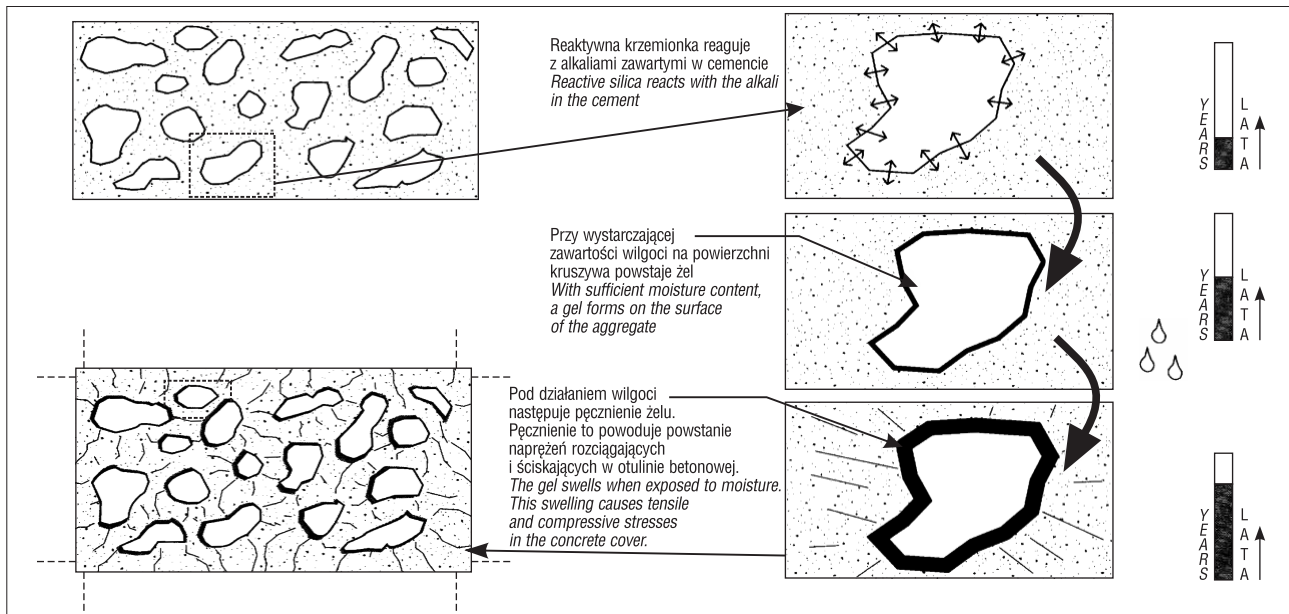 Reaktywna krzemionka reaguje
z alkaliami zawartymi w cemencie
Reactive silica reacts with the alkali
in the cement
YEARS
LATA
Przy wystarczającej
zawartości wilgoci na powierzchni
kruszywa powstaje żel
With sufficient moisture content,
a gel forms on the surface
of the aggregate
YEARS
LATA
Pod działaniem wilgoci
następuje pęcznienie żelu.
Pęcznienie to powoduje powstanie
naprężeń rozciągających
i ściskających w otulinie betonowej.
The gel swells when exposed to moisture.
This swelling causes tensile
and compressive stresses
in the concrete cover.
YEARS
LATA